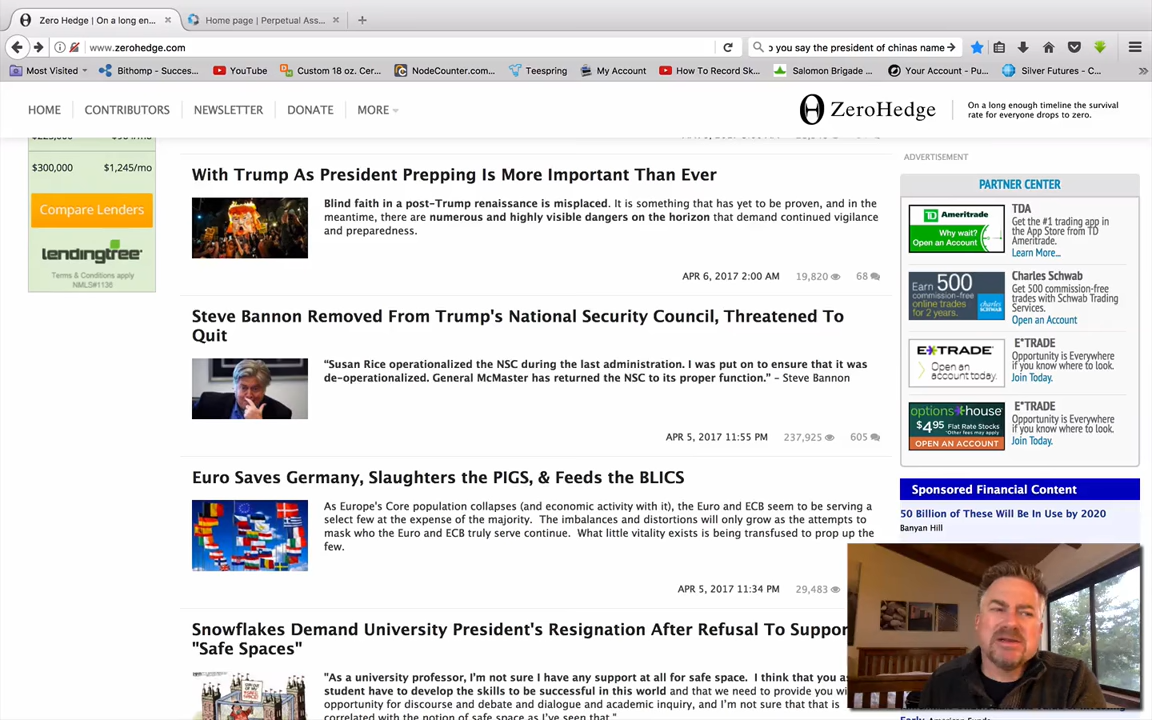 Zero Hedge | On a long en...
Home page | Perpetual Ass...
www.zerohedge.com
you say the president of chinas name
Most Visited
Bithomp - Succes...
YouTube
Custom 18 oz. Cer...
NodeCounter.com...
Teespring
My Account
How To Record Sk...
Salomon Brigade ...
Your Account - Pu...
Silver Futures - C...
HOME
CONTRIBUTORS
NEWSLETTER
DONATE
MORE
ZeroHedge
On a long enough timeline the survival
rate for everyone drops to zero.
$300,000 $1,245/mo
Compare Lenders
lendingtree
Terms & Conditions apply
NMLS#1136
With Trump As President Prepping Is More Important Than Ever
Blind faith in a post-Trump renaissance is misplaced. It is something that has yet to be proven, and in the
meantime, there are numerous and highly visible dangers on the horizon that demand continued vigilance
and preparedness.
APR 6, 2017 2:00 AM 19,820 68
Steve Bannon Removed From Trump's National Security Council, Threatened To
Quit
"Susan Rice operationalized the NSC during the last administration. I was put on to ensure that it was
de-operationalized. General McMaster has returned the NSC to its proper function." – Steve Bannon
APR 5, 2017 11:55 PM 237,925 605
Euro Saves Germany, Slaughters the PIGS, & Feeds the BLICS
As Europe's Core population collapses (and economic activity with it), the Euro and ECB seem to be serving a
select few at the expense of the majority. The imbalances and distortions will only grow as the attempts to
mask who the Euro and ECB truly serve continue. What little vitality exists is being transfused to prop up the
few.
APR 5, 2017 11:34 PM 29,483
Snowflakes Demand University President's Resignation After Refusal To Suppor
"Safe Spaces"
"As a university professor, I'm not sure I have any support at all for safe space. I think that you as
student have to develop the skills to be successful in this world and that we need to provide you wi
opportunity for discourse and debate and dialogue and academic inquiry, and I'm not sure that that is
correlated with the notion of safe space as I've seen that."
ADVERTISEMENT
PARTNER CENTER
TD Ameritrade
Why wait?
Open an Account
TDA
Get the #1 trading app in
the App Store from TD
Ameritrade.
Learn More...
Earn 500
commission-free
online trades
for 2 years.
Charles Schwab
Get 500 commission-free
trades with Schwab Trading
Services.
Open an Account
E*TRADE
Open an
account today.
E*TRADE
Opportunity is Everywhere
if you know where to look.
Join Today.
optionshouse
$4.95 Flat Rate Stocks
OPEN AN ACCOUNT
E*TRADE
Opportunity is Everywhere
if you know where to look.
Join Today.
Sponsored Financial Content
50 Billion of These Will Be In Use by 2020
Banyan Hill